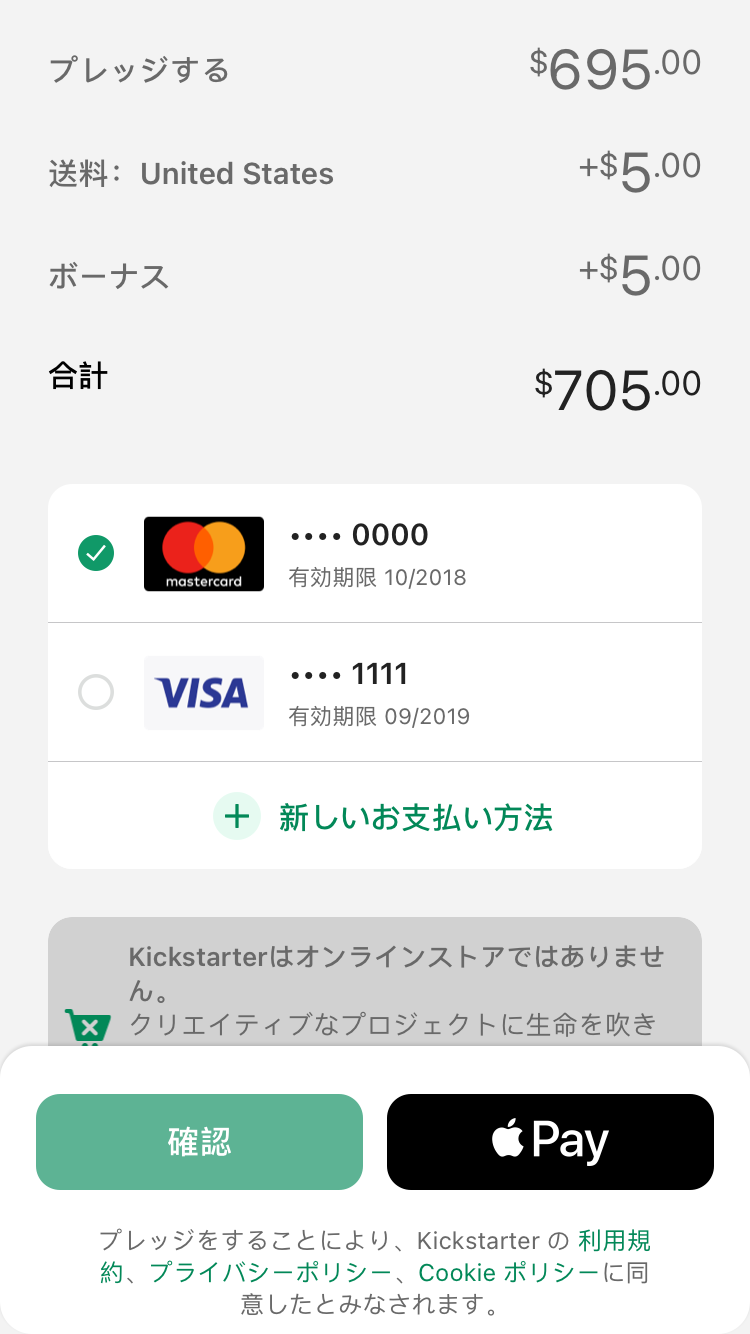 プレッジする $695.00
送料：United States +$5.00
ボーナス +$5.00
合計 $705.00
mastercard
•••• 0000
有効期限 10/2018
VISA
•••• 1111
有効期限 09/2019
+ 新しいお支払い方法
Kickstarterはオンラインストアではありませ
ん。
クリエイティブなプロジェクトに生命を吹き
確認
Pay
プレッジをすることにより、Kickstarter の 利用規
約、プライバシーポリシー、Cookie ポリシーに同
意したとみなされます。